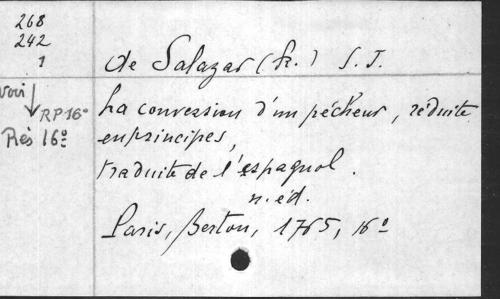 268
242
1
de Salazar (fr.) S. J.
voir
RP 16°
Rés 16°
La conversion d'un pécheur, réduite
en principes,
traduite de l'espagnol.
n. éd.
Paris, Berton, 1765, 16°